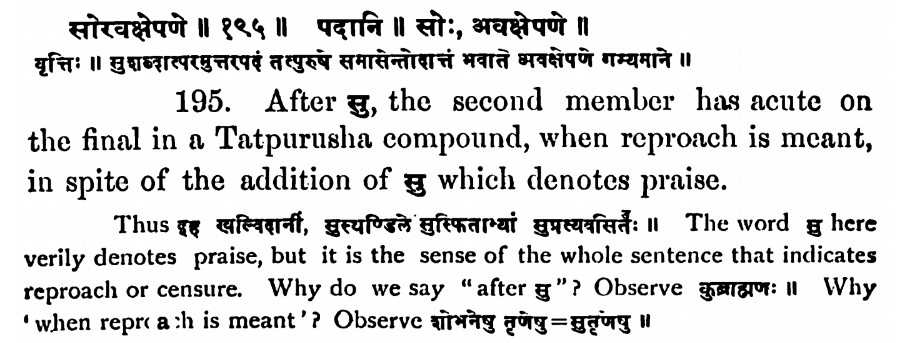 सोरवक्षेपणे ॥ १९५ ॥ पदानि ॥ सोः, अवक्षेपणे ॥
वृत्तिः ॥ सुशब्दात्परमुत्तरपदं तत्पुरुषे समासेन्तोदात्तं भवति अवक्षेपणे गम्यमाने ॥
195. After सु, the second member has acute on
the final in a Tatpurusha compound, when reproach is meant,
in spite of the addition of सु which denotes praise.
Thus इह खल्विदानीं, सुस्थण्डिले सुस्फिताभ्यां सुप्रत्यवसितः ॥ The word सु here
verily denotes praise, but it is the sense of the whole sentence that indicates
reproach or censure. Why do we say "after सु"? Observe कुब्राह्मणः ॥ Why
'when reproach is meant'? Observe शोभनेषु तृणेषु = सुतृणेषु ॥